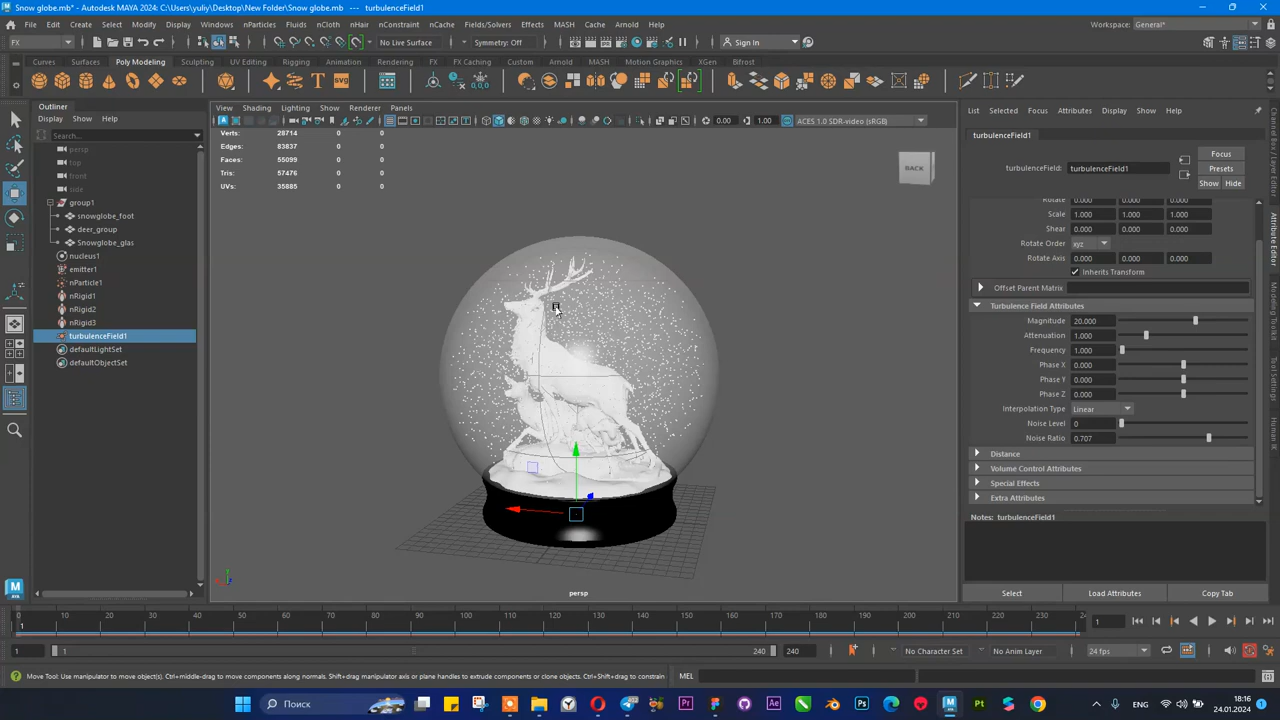 Snow globe.mb* - Autodesk MAYA 2024: C:\Users\yuliy\Desktop\New Folder\Snow globe.mb --- turbulenceField1
File Edit Create Select Modify Display Windows nParticles Fluids nCloth nHair nConstraint nCache Fields/Solvers Effects MASH Cache Arnold Help
Workspace: General*
FX
No Live Surface
Symmetry: Off
Sign In
Curves Surfaces Poly Modeling Sculpting UV Editing Rigging Animation Rendering FX FX Caching Custom Arnold MASH Motion Graphics XGen Bifrost
Outliner
Display Show Help
Search...
persp
top
front
side
group1
snowglobe_foot
deer_group
Snowglobe_glas
nucleus1
emitter1
nParticle1
nRigid1
nRigid2
nRigid3
turbulenceField1
defaultLightSet
defaultObjectSet
View Shading Lighting Show Renderer Panels
0.00 1.00 ACES 1.0 SDR-video (sRGB)
Verts: 28714 0 0
Edges: 83837 0 0
Faces: 55099 0 0
Tris: 57476 0 0
UVs: 35885 0 0
BACK
persp
List Selected Focus Attributes Display Show Help
turbulenceField1
turbulenceField: turbulenceField1
Focus
Presets
Show Hide
Rotate 0.000 0.000 0.000
Scale 1.000 1.000 1.000
Shear 0.000 0.000 0.000
Rotate Order xyz
Rotate Axis 0.000 0.000 0.000
Inherits Transform
Offset Parent Matrix
Turbulence Field Attributes
Magnitude 20.000
Attenuation 1.000
Frequency 1.000
Phase X 0.000
Phase Y 0.000
Phase Z 0.000
Interpolation Type Linear
Noise Level 0
Noise Ratio 0.707
Distance
Volume Control Attributes
Special Effects
Extra Attributes
Notes: turbulenceField1
Select Load Attributes Copy Tab
Channel Box/Layer Editor
Attribute Editor
Modeling Toolkit
Tool Settings
0 10 20 30 40 50 60 70 80 90 100 110 120 130 140 150 160 170 180 190 200 210 220 230 24
1
1
1 1 240 240
No Character Set
No Anim Layer
24 fps
Move Tool: Use manipulator to move object(s). Ctrl+middle-drag to move components along normals. Shift+drag manipulator axis or plane handles to extrude components or clone objects. Ctrl+Shift+drag to constrain
MEL
Поиск
18:16
24.01.2024